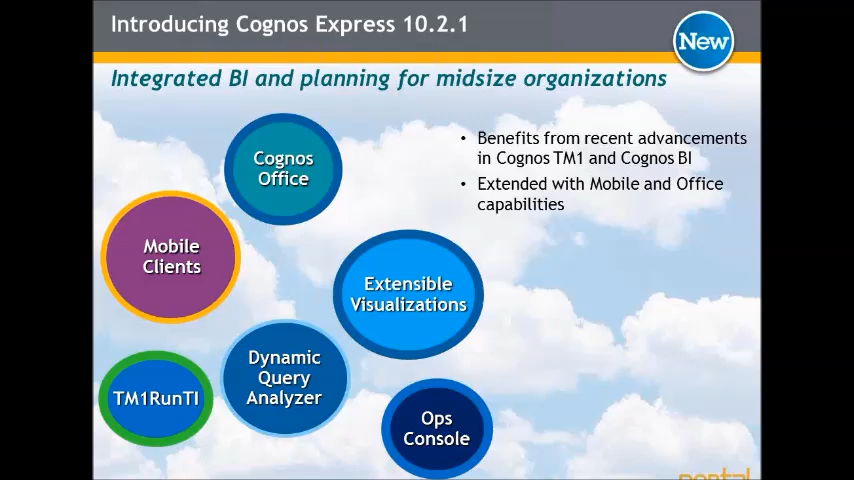 Introducing Cognos Express 10.2.1
New
Integrated BI and planning for midsize organizations
• Benefits from recent advancements
in Cognos TM1 and Cognos BI
• Extended with Mobile and Office
capabilities
Cognos
Office
Mobile
Clients
Extensible
Visualizations
Dynamic
Query
Analyzer
TM1RunTI
Ops
Console